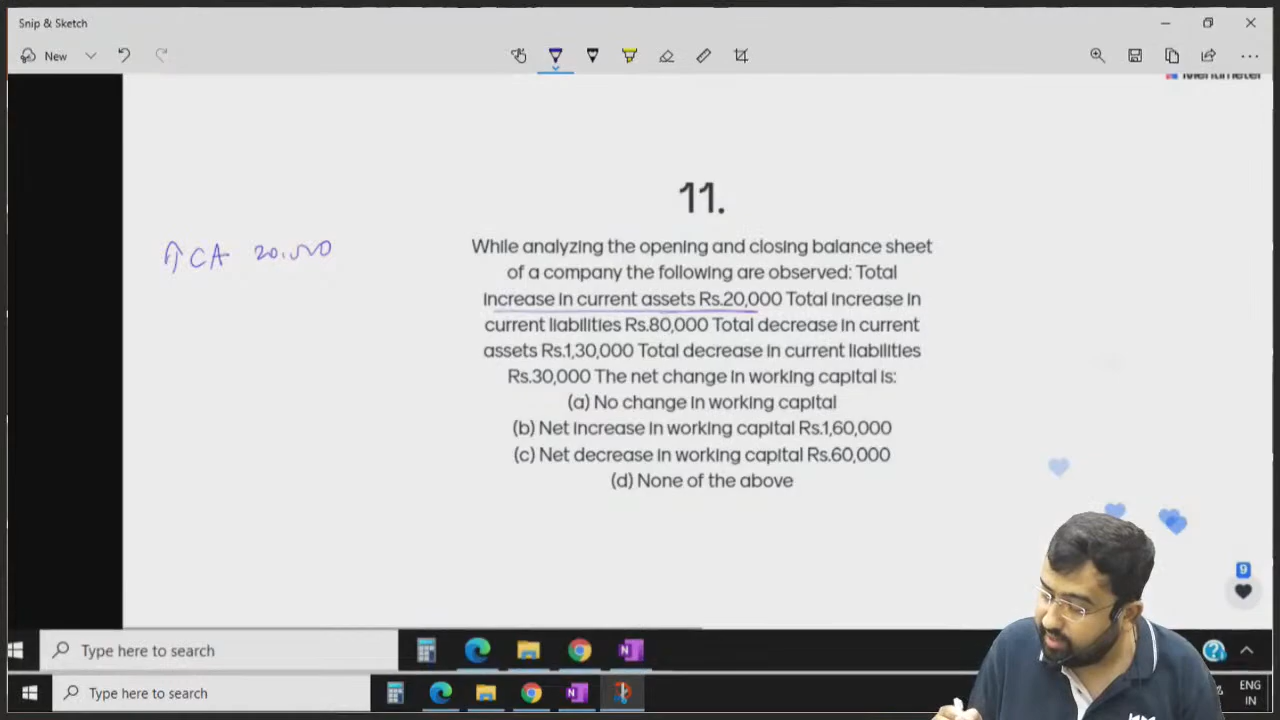 Snip & Sketch
New
Mentimeter
11.
↑ CA 20,000
While analyzing the opening and closing balance sheet
of a company the following are observed: Total
increase in current assets Rs.20,000 Total increase in
current liabilities Rs.80,000 Total decrease in current
assets Rs.1,30,000 Total decrease in current liabilities
Rs.30,000 The net change in working capital is:
(a) No change in working capital
(b) Net increase in working capital Rs.1,60,000
(c) Net decrease in working capital Rs.60,000
(d) None of the above
9
Type here to search
Type here to search
ENG
IN